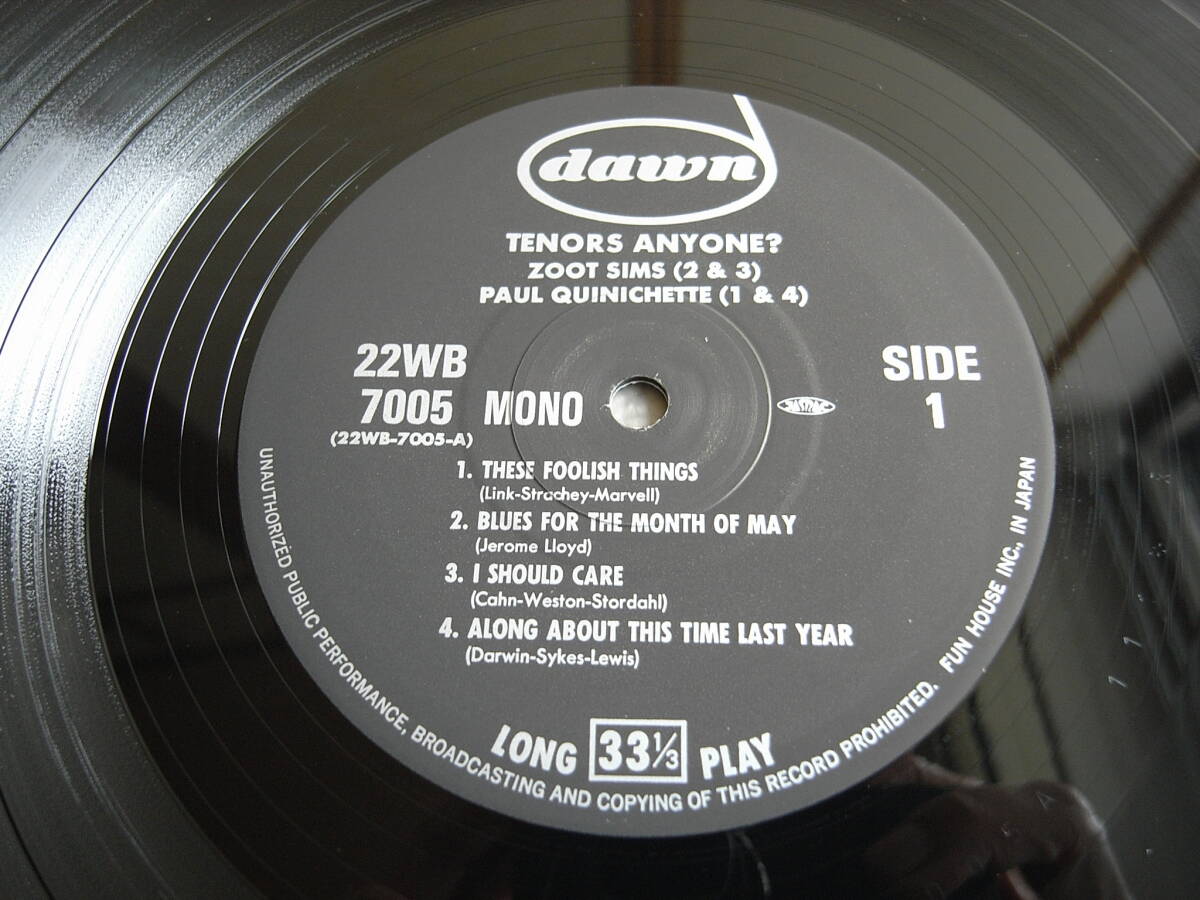 dawn
TENORS ANYONE?
ZOOT SIMS (2 & 3)
PAUL QUINICHETTE (1 & 4)
22WB
7005 MONO
(22WB-7005-A)
SIDE
1
JASRAC
1. THESE FOOLISH THINGS
(Link-Strachey-Marvell)
2. BLUES FOR THE MONTH OF MAY
(Jerome Lloyd)
3. I SHOULD CARE
(Cahn-Weston-Stordahl)
4. ALONG ABOUT THIS TIME LAST YEAR
(Darwin-Sykes-Lewis)
LONG 33 1/3 PLAY
UNAUTHORIZED PUBLIC PERFORMANCE, BROADCASTING AND COPYING OF THIS RECORD PROHIBITED. FUN HOUSE INC., IN JAPAN